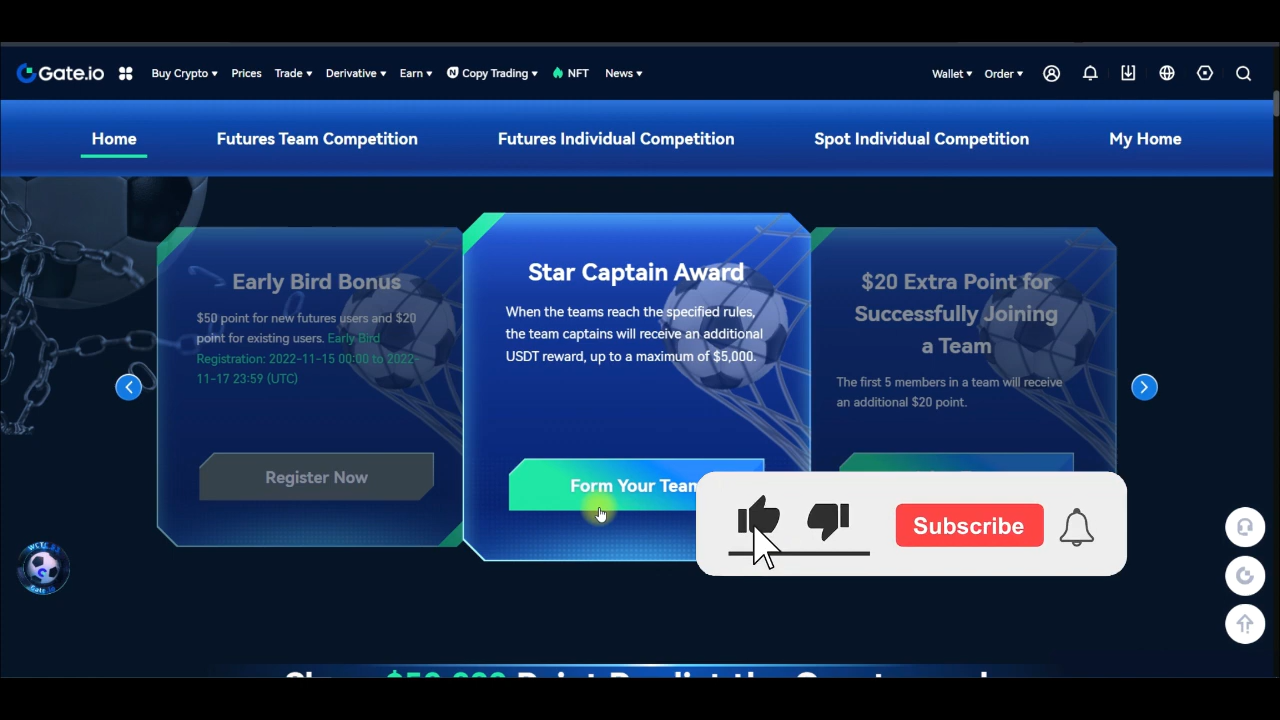 Gate.io
Buy Crypto
Prices
Trade
Derivative
Earn
Copy Trading
NFT
News
Wallet
Order
Home
Futures Team Competition
Futures Individual Competition
Spot Individual Competition
My Home
Early Bird Bonus
$50 point for new futures users and $20
point for existing users. Early Bird
Registration: 2022-11-15 00:00 to 2022-
11-17 23:59 (UTC)
Register Now
Star Captain Award
When the teams reach the specified rules,
the team captains will receive an additional
USDT reward, up to a maximum of $5,000.
Form Your Team
$20 Extra Point for
Successfully Joining
a Team
The first 5 members in a team will receive
an additional $20 point.
Subscribe
Gate.io